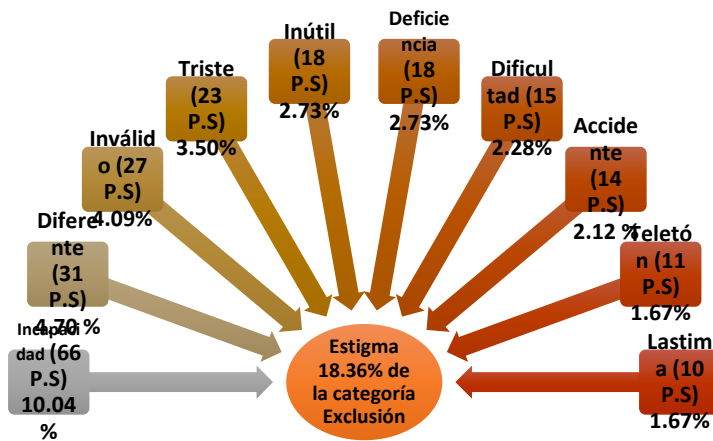 Incapaci
dad (66
P.S)
10.04
%
Difere
nte
(31
P.S)
4.70 %
Inválid
o (27
P.S)
4.09%
Triste
(23
P.S)
3.50%
Inútil
(18
P.S)
2.73%
Deficie
ncia
(18
P.S)
2.73%
Dificul
tad (15
P.S)
2.28%
Accide
nte
(14
P.S)
2.12 %
Teletó
n (11
P.S)
1.67%
Lastim
a (10
P.S)
1.67%
Estigma
18.36% de
la categoría
Exclusión